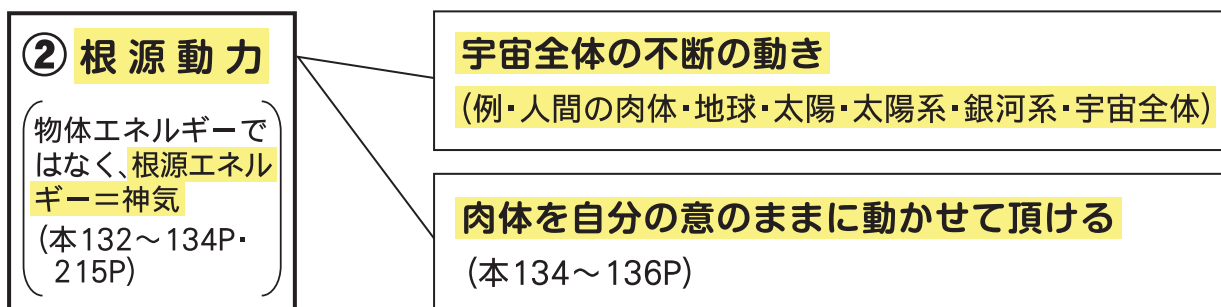 ② 根源動力
物体エネルギーで
はなく、根源エネル
ギー＝神気
(本132～134P・
215P)
宇宙全体の不断の動き
(例・人間の肉体・地球・太陽・太陽系・銀河系・宇宙全体)
肉体を自分の意のままに動かせて頂ける
(本134～136P)